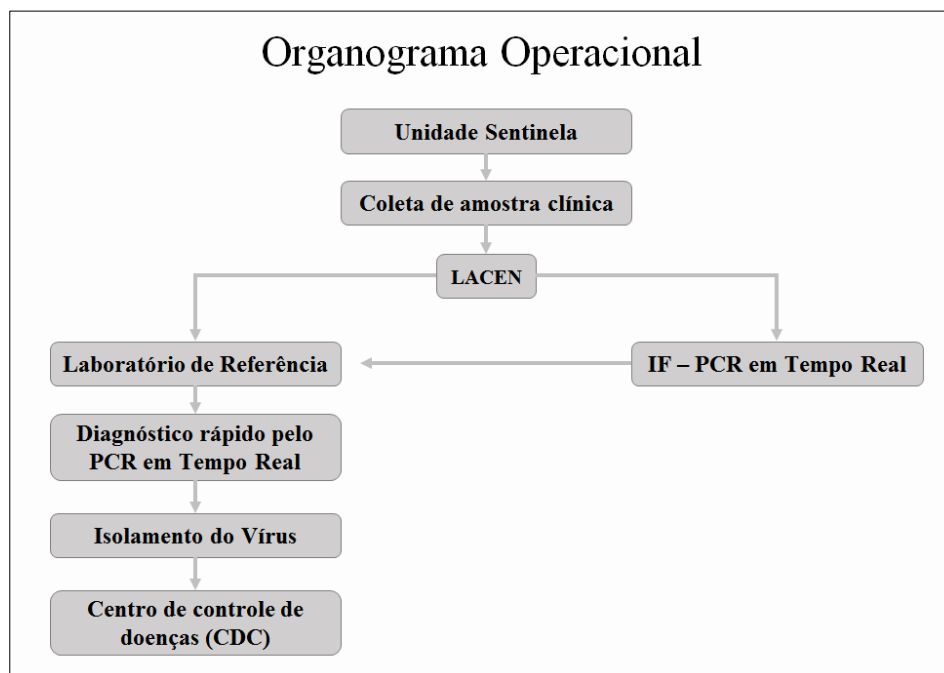 Organograma Operacional
Unidade Sentinela
Coleta de amostra clínica
LACEN
Laboratório de Referência
IF – PCR em Tempo Real
Diagnóstico rápido pelo
PCR em Tempo Real
Isolamento do Vírus
Centro de controle de
doenças (CDC)